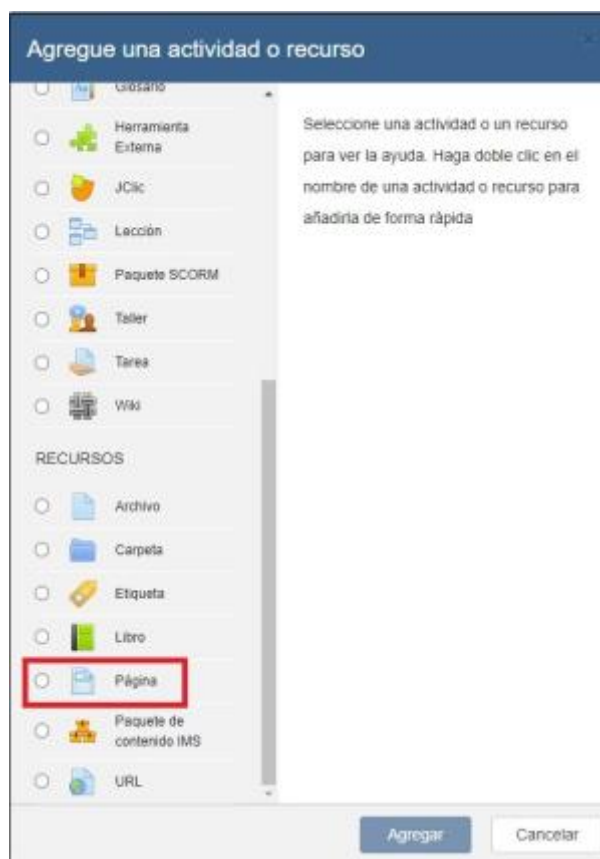 Agregue una actividad o recurso
Glosario
Herramienta
Externa
JClic
Lección
Paquete SCORM
Taller
Tarea
Wiki
RECURSOS
Archivo
Carpeta
Etiqueta
Libro
Página
Paquete de
contenido IMS
URL
Seleccione una actividad o un recurso
para ver la ayuda. Haga doble clic en el
nombre de una actividad o recurso para
añadirla de forma rápida
Agregar
Cancelar